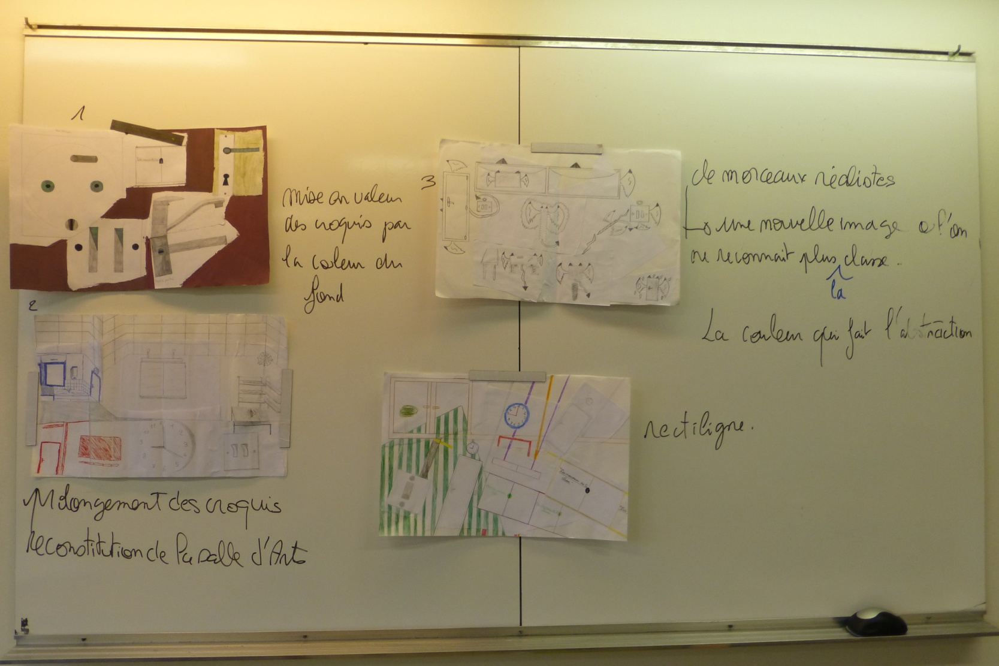 1
mise en valeur
des croquis par
la couleur du
fond
2
Mélangement des croquis
reconstitution de la salle d'Arts
3
de morceaux réalistes
une nouvelle image où l'on
ne reconnait plus classe.
la
La couleur qui fait l'abstraction
rectiligne.